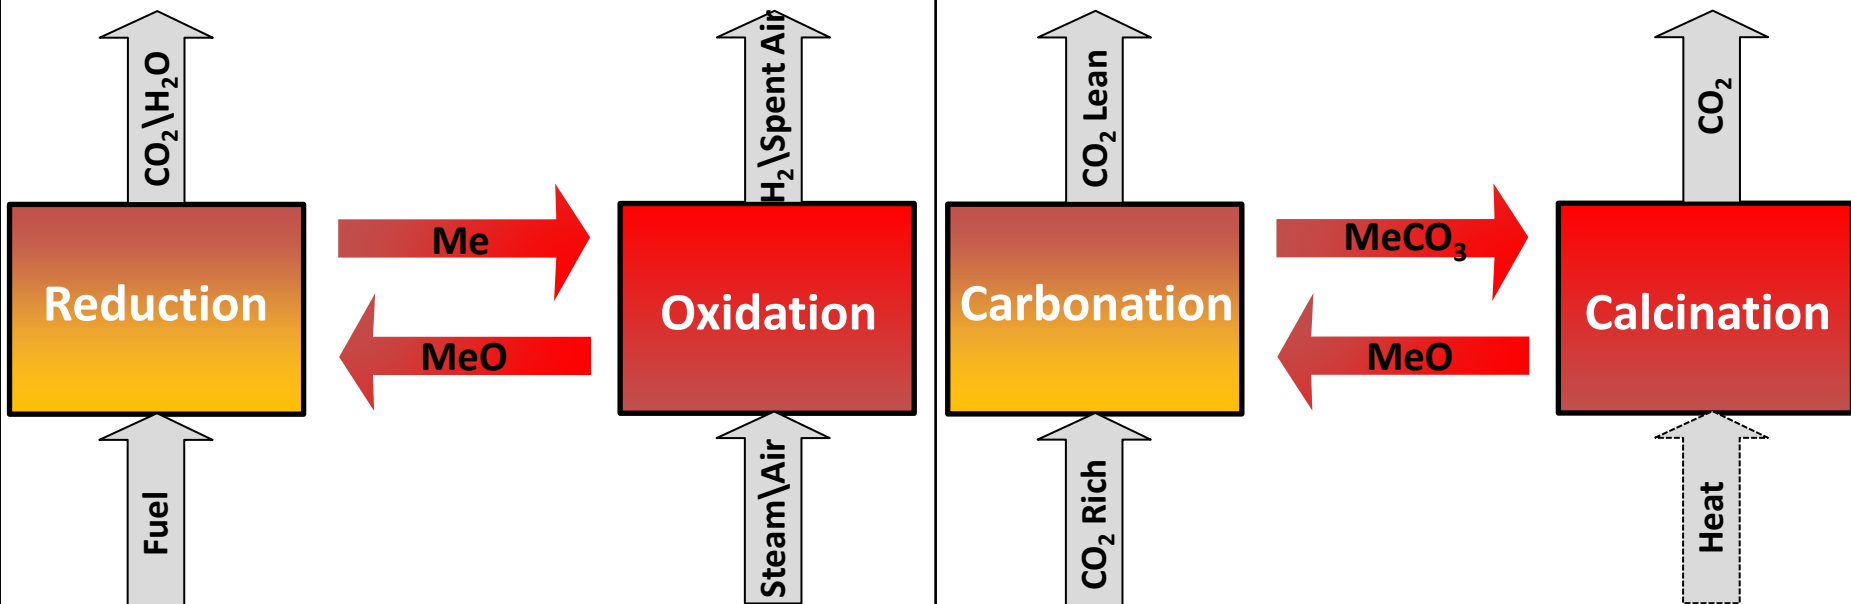 CO₂\H₂O
H₂\Spent Air
Me
Reduction
Oxidation
MeO
Fuel
Steam\Air
CO₂ Lean
CO₂
MeCO₃
Carbonation
Calcination
MeO
CO₂ Rich
Heat